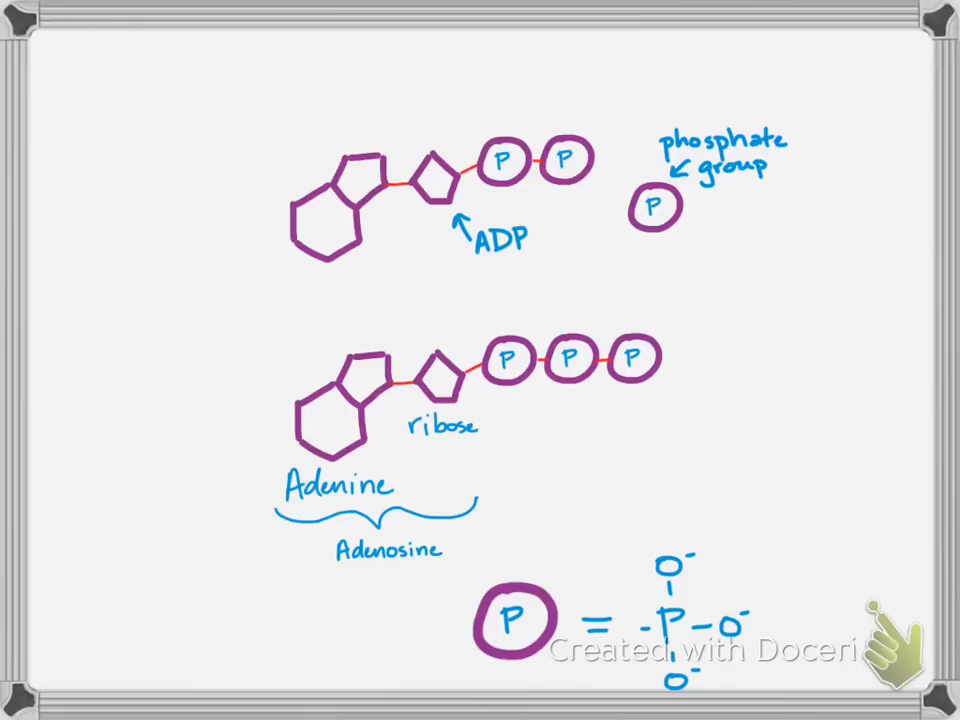 phosphate
group
P - P
P
ADP
P - P - P
ribose
Adenine
Adenosine
O⁻
P = - P - O⁻
O⁻
Created with Doceri